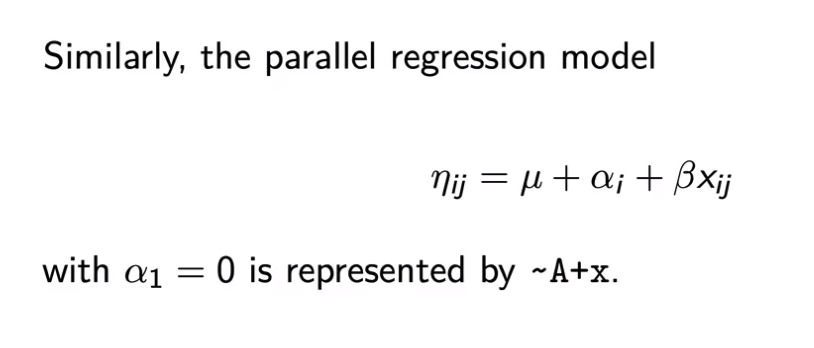 Similarly, the parallel regression model
ηij = μ + αi + βxij
with α1 = 0 is represented by ~A+x.